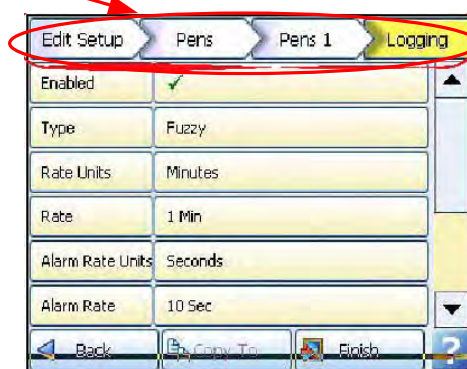 Edit Setup Pens Pens 1 Logging
Enabled ✓
Type Fuzzy
Rate Units Minutes
Rate 1 Min
Alarm Rate Units Seconds
Alarm Rate 10 Sec
Back Copy To Finish ?